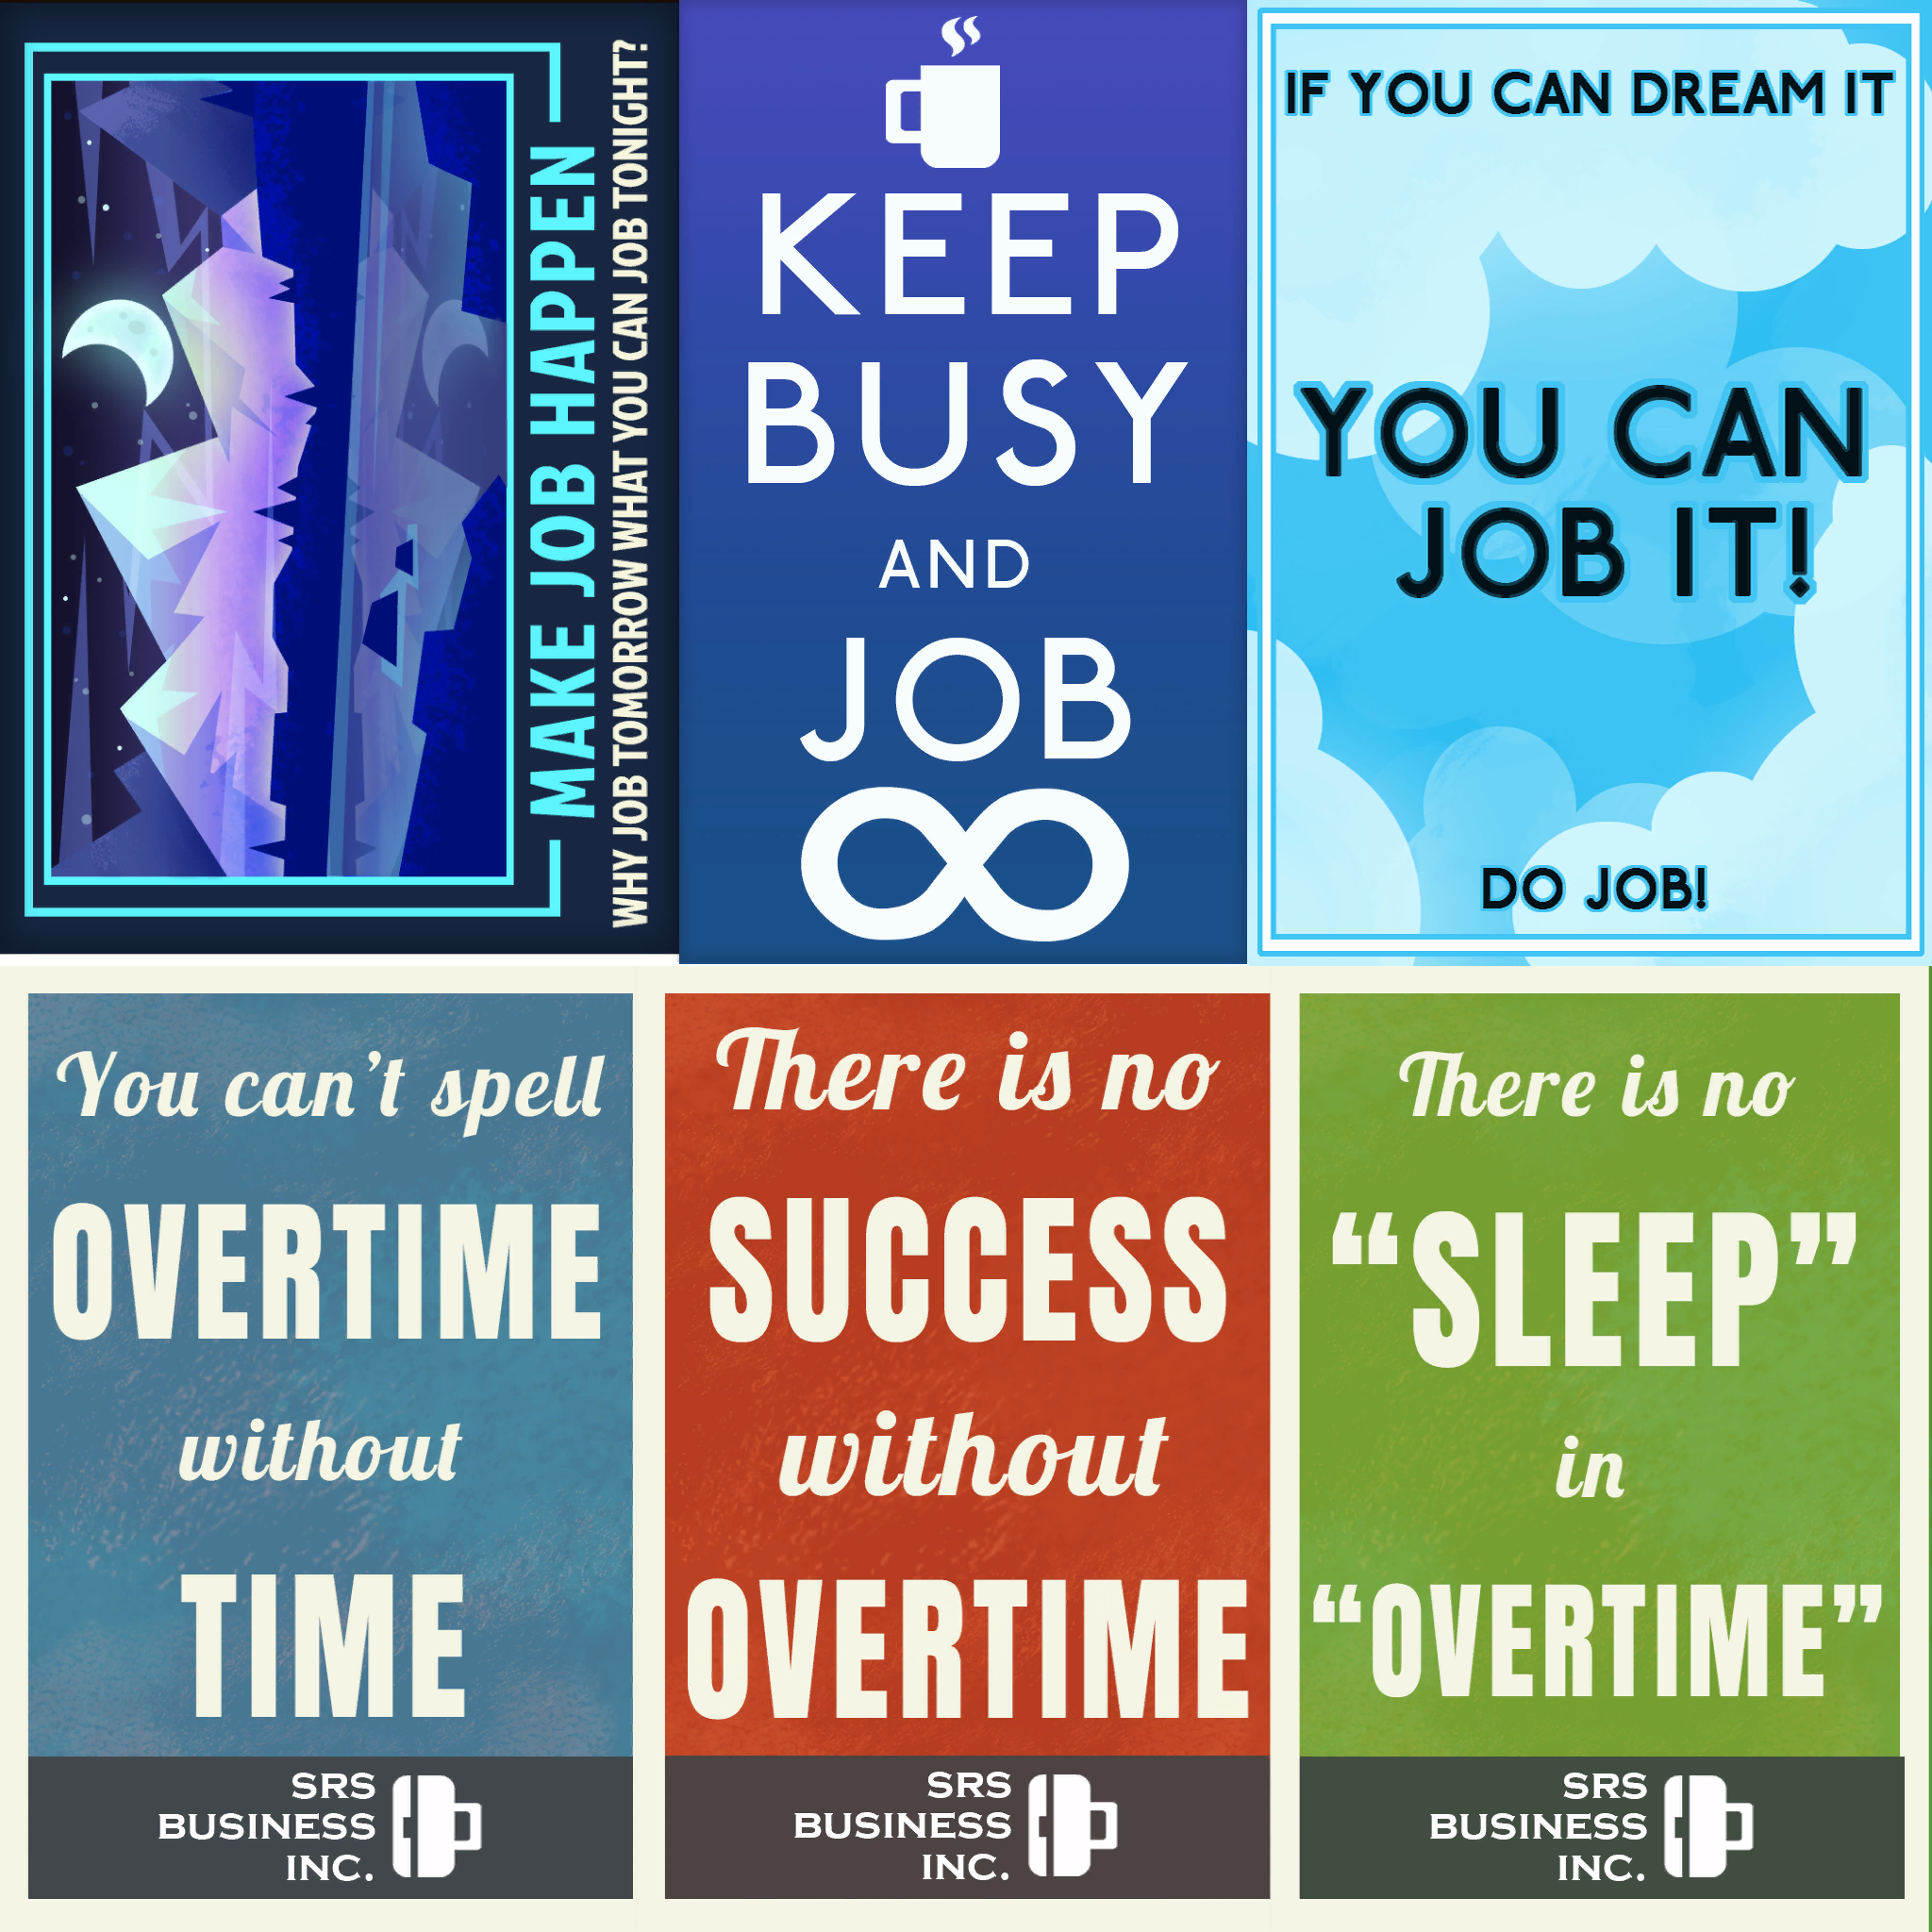 MAKE JOB HAPPEN
WHY JOB TOMORROW WHAT YOU CAN JOB TONIGHT?
KEEP
BUSY
AND
JOB
∞
IF YOU CAN DREAM IT
YOU CAN
JOB IT!
DO JOB!
You can't spell
OVERTIME
without
TIME
SRS
BUSINESS
INC.
There is no
SUCCESS
without
OVERTIME
SRS
BUSINESS
INC.
There is no
“SLEEP”
in
“OVERTIME”
SRS
BUSINESS
INC.